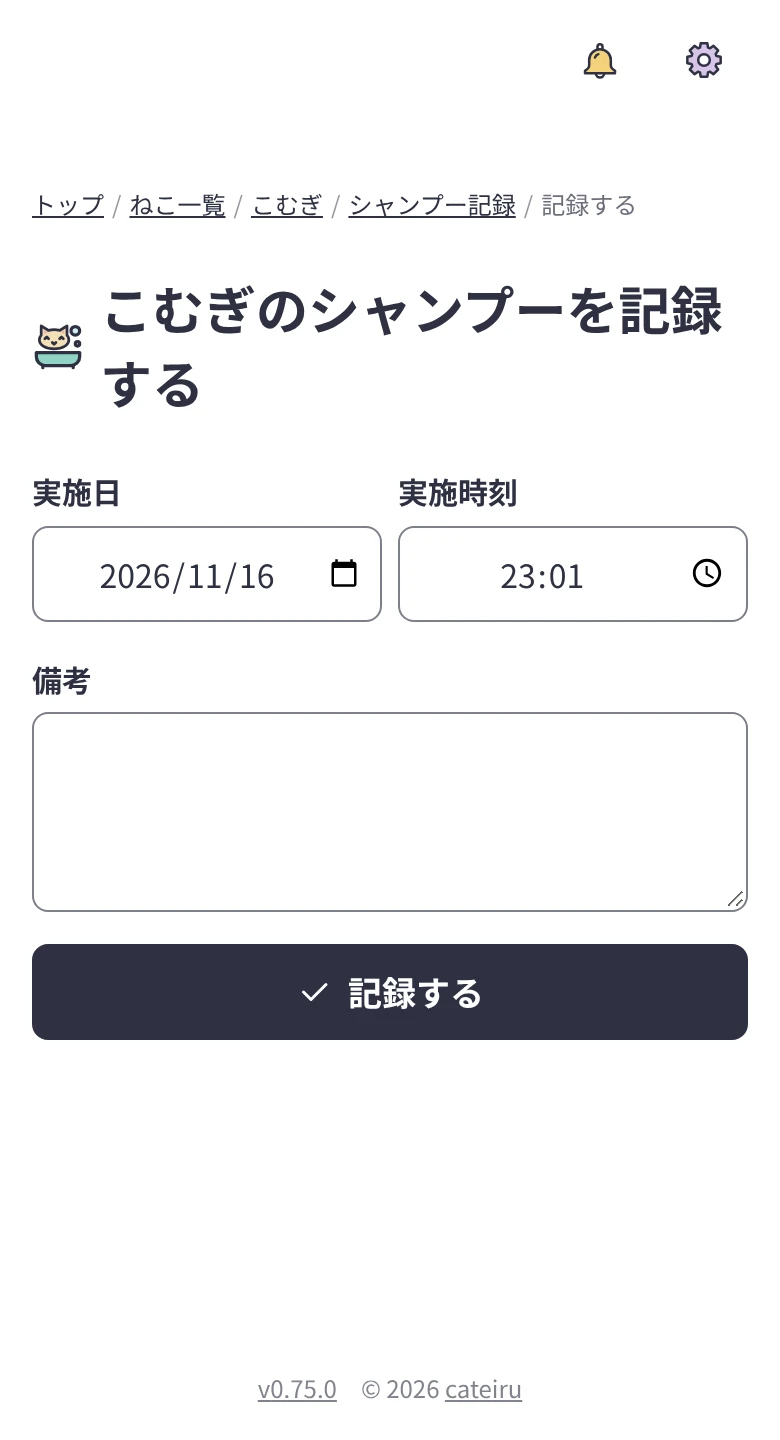 トップ / ねこ一覧 / こむぎ / シャンプー記録 / 記録する
こむぎのシャンプーを記録
する
実施日 実施時刻
2026/11/16 23:01
備考
記録する
v0.75.0 © 2026 cateiru